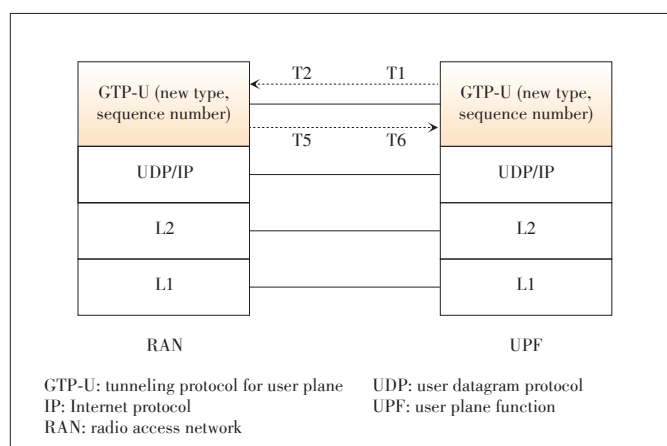 T2 T1
GTP-U (new type,
sequence number)
GTP-U (new type,
sequence number)
T5 T6
UDP/IP UDP/IP
L2 L2
L1 L1
RAN UPF
GTP-U: tunneling protocol for user plane
IP: Internet protocol
RAN: radio access network
UDP: user datagram protocol
UPF: user plane function